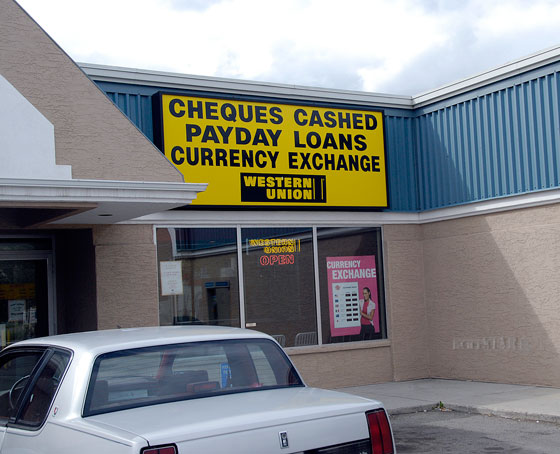 CHEQUES CASHED
PAYDAY LOANS
CURRENCY EXCHANGE
WESTERN
UNION
WESTERN
UNION
OPEN
CURRENCY
EXCHANGE